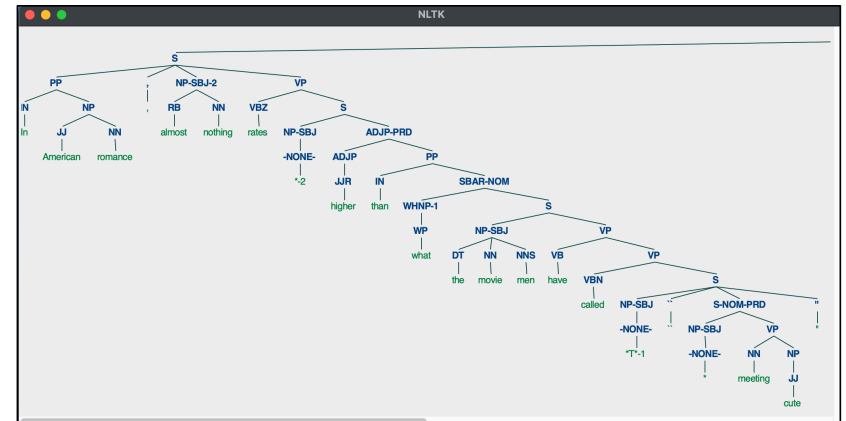 NLTK
S
PP , NP-SBJ-2 VP
IN NP , RB NN VBZ S
In JJ NN almost nothing rates NP-SBJ ADJP-PRD
American romance -NONE- ADJP PP
*-2 JJR IN SBAR-NOM
higher than WHNP-1 S
WP NP-SBJ VP
what DT NN NNS VB VP
the movie men have VBN S
called NP-SBJ `` S-NOM-PRD "
-NONE- `` NP-SBJ VP "
*T*-1 -NONE- NN NP
* meeting JJ
cute